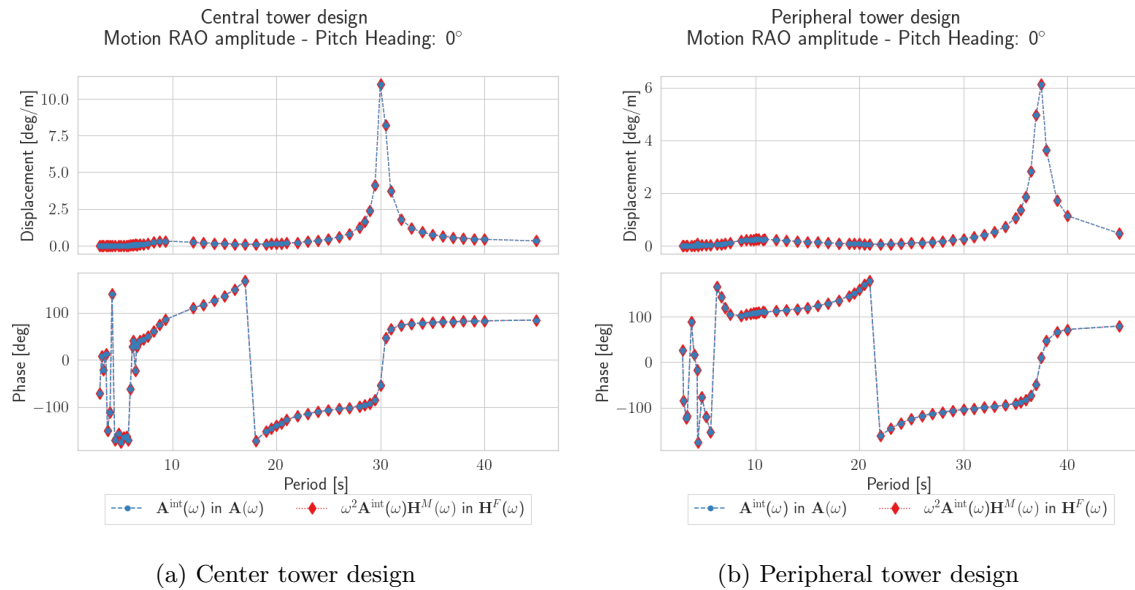 Central tower design
Motion RAO amplitude - Pitch Heading: 0°
Displacement [deg/m]
10.0
7.5
5.0
2.5
0.0
Phase [deg]
100
0
−100
10
20
30
40
Period [s]
A^int(ω) in A(ω)
ω²A^int(ω)H^M(ω) in H^F(ω)
(a) Center tower design
Peripheral tower design
Motion RAO amplitude - Pitch Heading: 0°
Displacement [deg/m]
6
4
2
0
Phase [deg]
100
0
−100
10
20
30
40
Period [s]
A^int(ω) in A(ω)
ω²A^int(ω)H^M(ω) in H^F(ω)
(b) Peripheral tower design